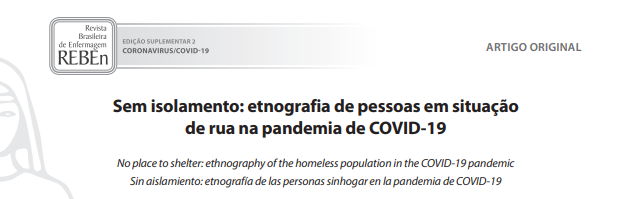 Revista
Brasileira
de Enfermagem
REBEn
EDIÇÃO SUPLEMENTAR 2
CORONAVIRUS/COVID-19
ARTIGO ORIGINAL
Sem isolamento: etnografia de pessoas em situação
de rua na pandemia de COVID-19
No place to shelter: ethnography of the homeless population in the COVID-19 pandemic
Sin aislamiento: etnografía de las personas sinhogar en la pandemia de COVID-19